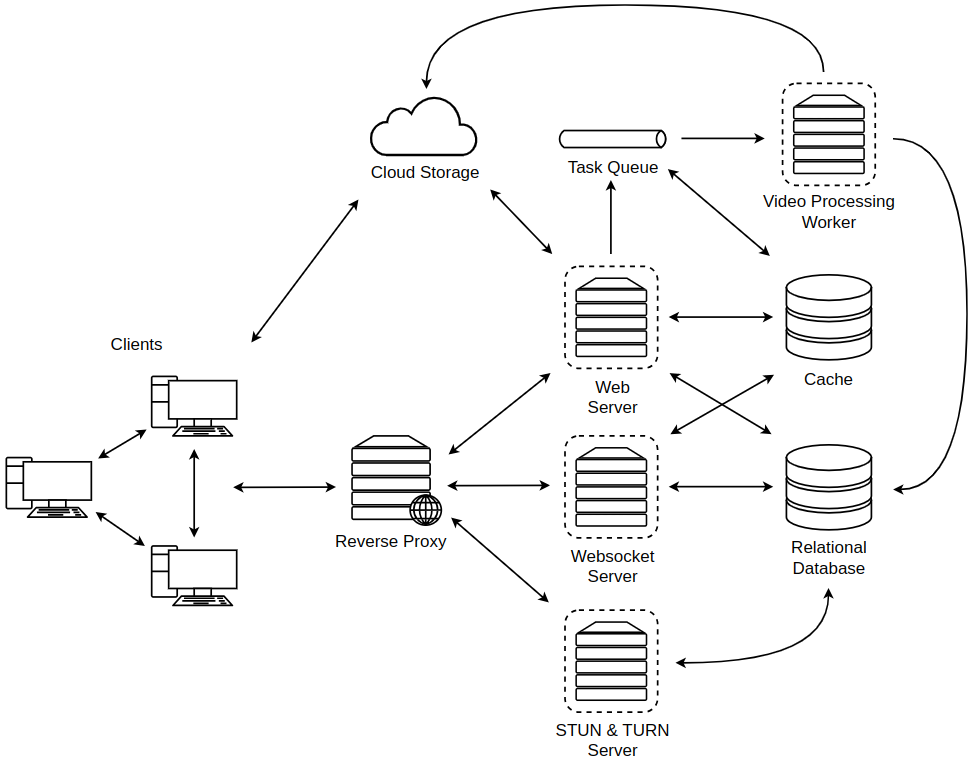 Cloud Storage
Task Queue
Video Processing
Worker
Clients
Web
Server
Cache
Reverse Proxy
Websocket
Server
Relational
Database
STUN & TURN
Server